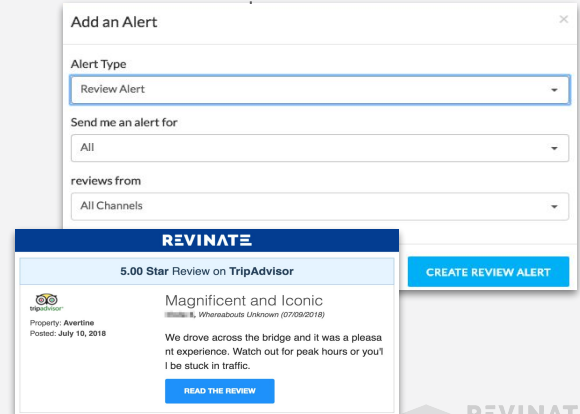 Add an Alert
×
Alert Type
Review Alert
Send me an alert for
All
reviews from
All Channels
CREATE REVIEW ALERT
REVINATE
5.00 Star Review on TripAdvisor
tripadvisor
Magnificent and Iconic
, Whereabouts Unknown (07/09/2018)
Property: Avertine
Posted: July 10, 2018
We drove across the bridge and it was a pleasa
nt experience. Watch out for peak hours or you'l
l be stuck in traffic.
READ THE REVIEW
REVINAT